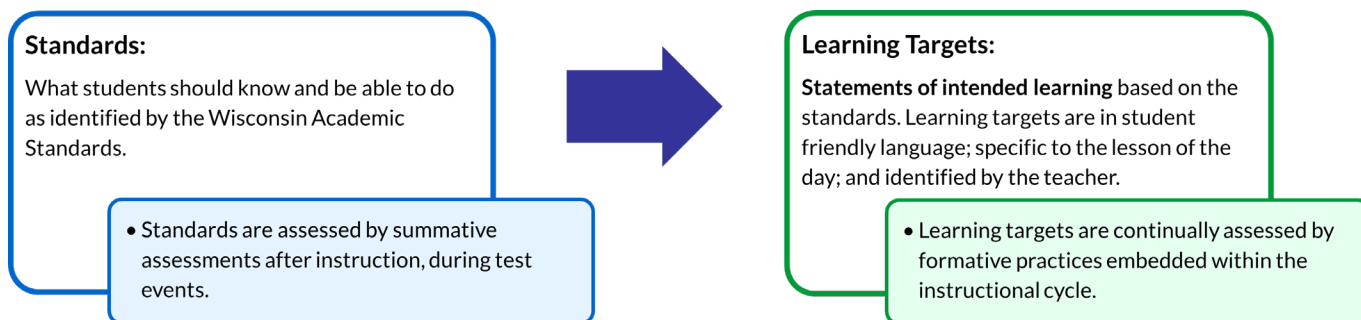 Standards:
What students should know and be able to do
as identified by the Wisconsin Academic
Standards.
• Standards are assessed by summative
assessments after instruction, during test
events.
Learning Targets:
Statements of intended learning based on the
standards. Learning targets are in student
friendly language; specific to the lesson of the
day; and identified by the teacher.
• Learning targets are continually assessed by
formative practices embedded within the
instructional cycle.